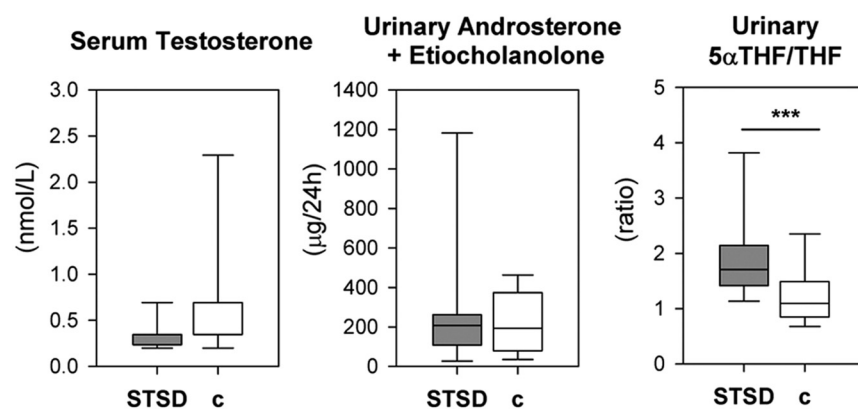 Serum Testosterone
(nmol/L)
3.0
2.5
2.0
1.5
1.0
0.5
0.0
STSD c
Urinary Androsterone
+ Etiocholanolone
(μg/24h)
1400
1200
1000
800
600
400
200
0
STSD c
Urinary
5αTHF/THF
(ratio)
5
4
3
2
1
0
***
STSD c